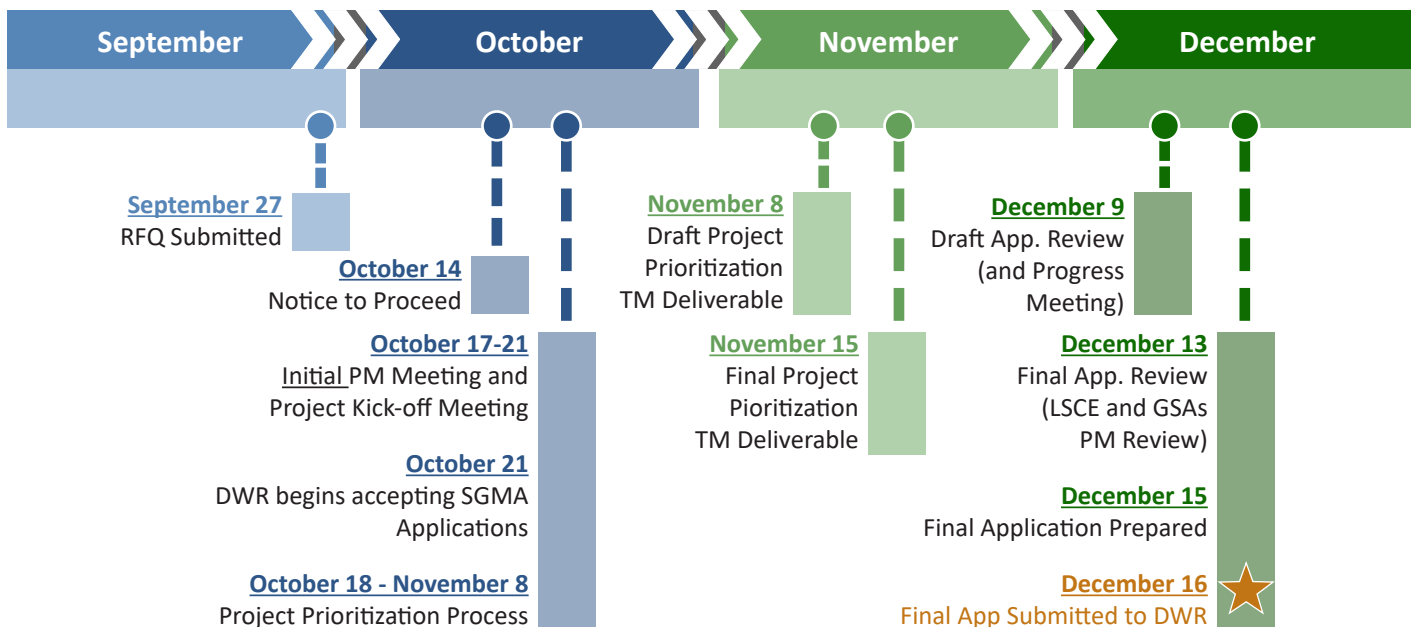 September
October
November
December
September 27
RFQ Submitted
October 14
Notice to Proceed
October 17-21
Initial PM Meeting and
Project Kick-off Meeting
October 21
DWR begins accepting SGMA
Applications
October 18 - November 8
Project Prioritization Process
November 8
Draft Project
Prioritization
TM Deliverable
November 15
Final Project
Pioritization
TM Deliverable
December 9
Draft App. Review
(and Progress
Meeting)
December 13
Final App. Review
(LSCE and GSAs
PM Review)
December 15
Final Application Prepared
December 16
Final App Submitted to DWR